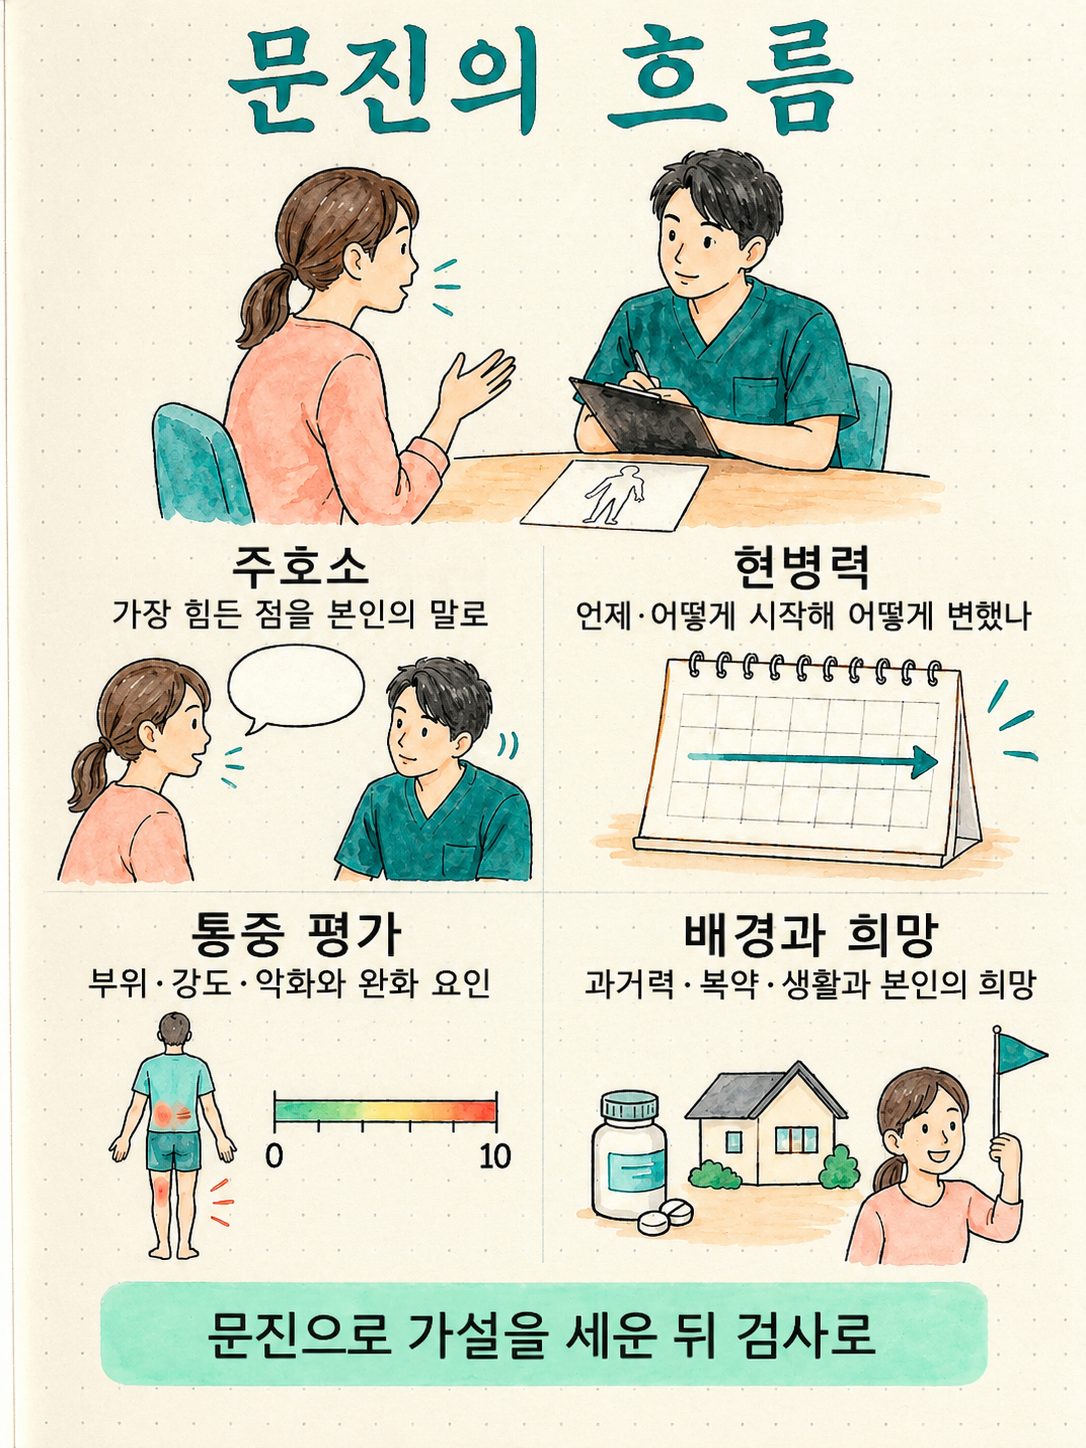 문진의 흐름
주호소
가장 힘든 점을 본인의 말로
현병력
언제·어떻게 시작해 어떻게 변했나
통증 평가
부위·강도·악화와 완화 요인
0 10
배경과 희망
과거력·복약·생활과 본인의 희망
문진으로 가설을 세운 뒤 검사로